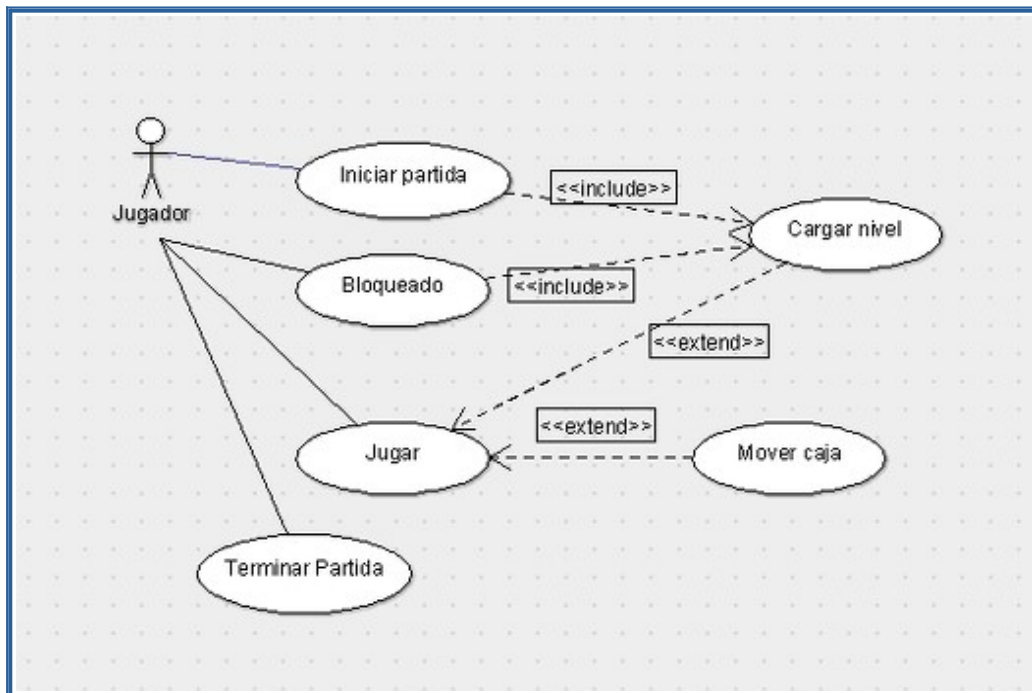 Jugador
Iniciar partida
<<include>>
Cargar nivel
Bloqueado
<<include>>
<<extend>>
Jugar
<<extend>>
Mover caja
Terminar Partida